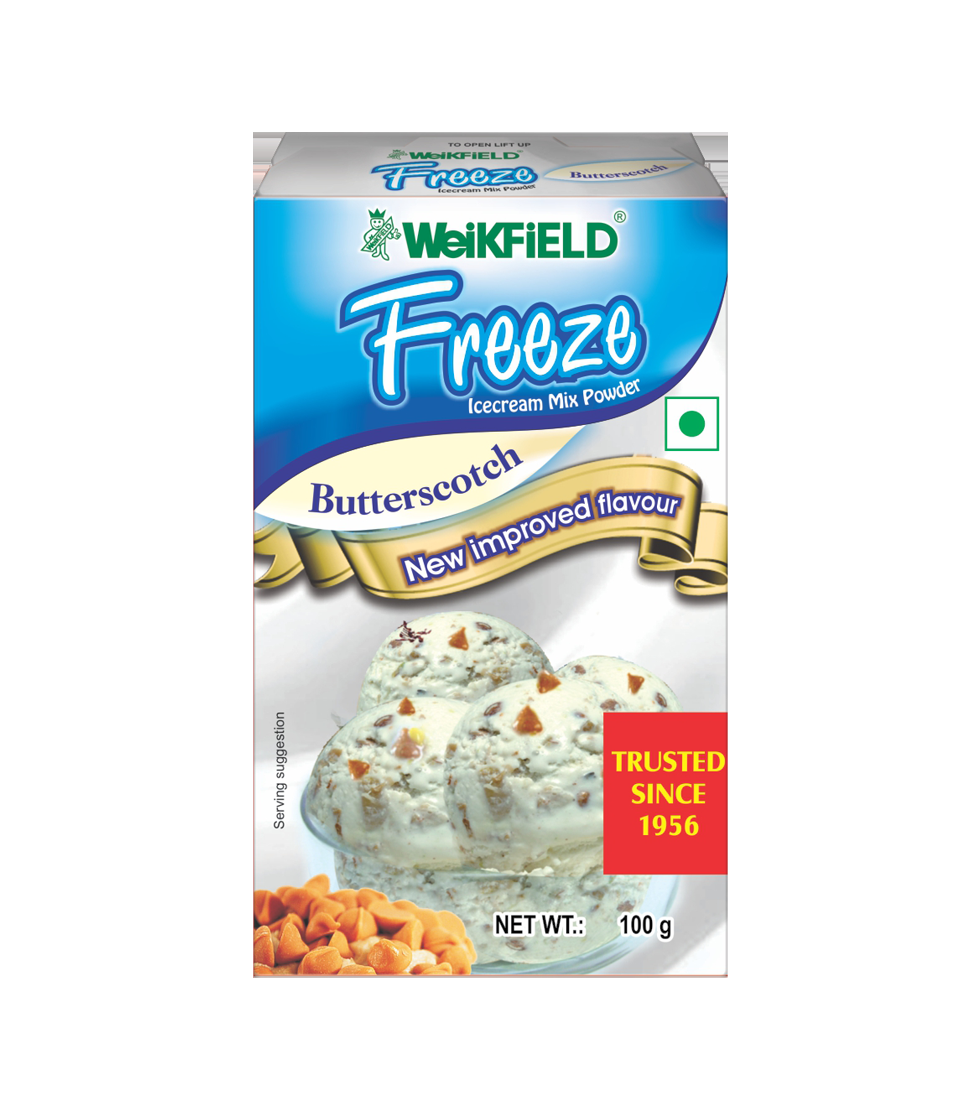 TO OPEN LIFT UP
WeiKFiELD
Freeze
Icecream Mix Powder
Butterscotch
WeiKFiELD®
Freeze
Icecream Mix Powder
Butterscotch
New improved flavour
Serving suggestion
TRUSTED
SINCE
1956
NET WT.: 100 g